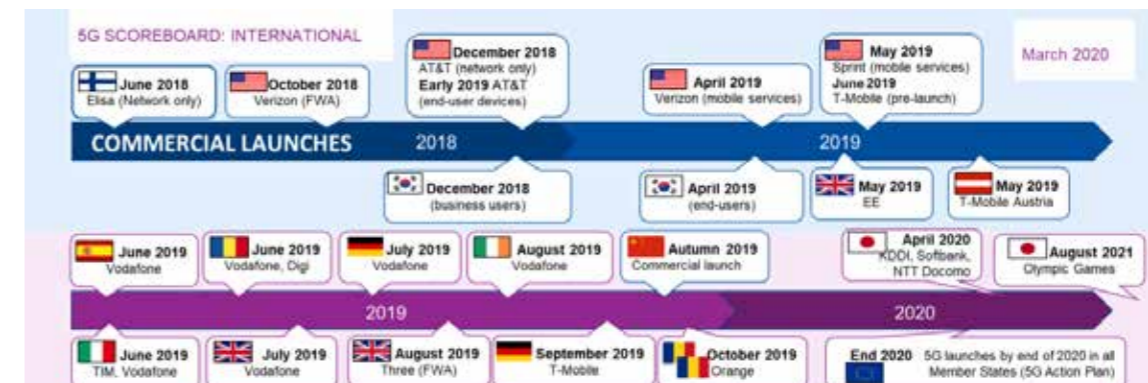 5G SCOREBOARD: INTERNATIONAL
March 2020
June 2018
Elisa (Network only)
October 2018
Verizon (FWA)
December 2018
AT&T (network only)
Early 2019 AT&T
(end-user devices)
April 2019
Verizon (mobile services)
May 2019
Sprint (mobile services)
June 2019
T-Mobile (pre-launch)
COMMERCIAL LAUNCHES
2018
2019
December 2018
(business users)
April 2019
(end-users)
May 2019
EE
May 2019
T-Mobile Austria
June 2019
Vodafone
June 2019
Vodafone, Digi
July 2019
Vodafone
August 2019
Vodafone
Autumn 2019
Commercial launch
April 2020
KDDI, Softbank,
NTT Docomo
August 2021
Olympic Games
2019
2020
June 2019
TIM, Vodafone
July 2019
Vodafone
August 2019
Three (FWA)
September 2019
T-Mobile
October 2019
Orange
End 2020 5G launches by end of 2020 in all
Member States (5G Action Plan)